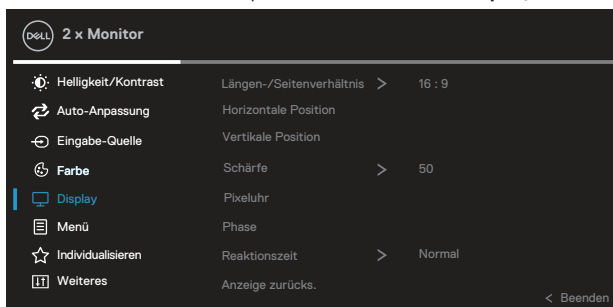 DELL 2 x Monitor
Helligkeit/Kontrast Längen-/Seitenverhältnis > 16 : 9
Auto-Anpassung Horizontale Position
Eingabe-Quelle Vertikale Position
Farbe Schärfe > 50
Display Pixeluhr
Menü Phase
Individualisieren Reaktionszeit > Normal
Weiteres Anzeige zurücks.
< Beenden